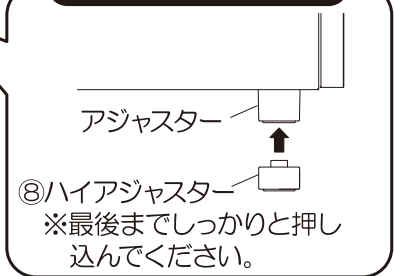 アジャスター
⑧ハイアジャスター
※最後までしっかりと押し
込んでください。